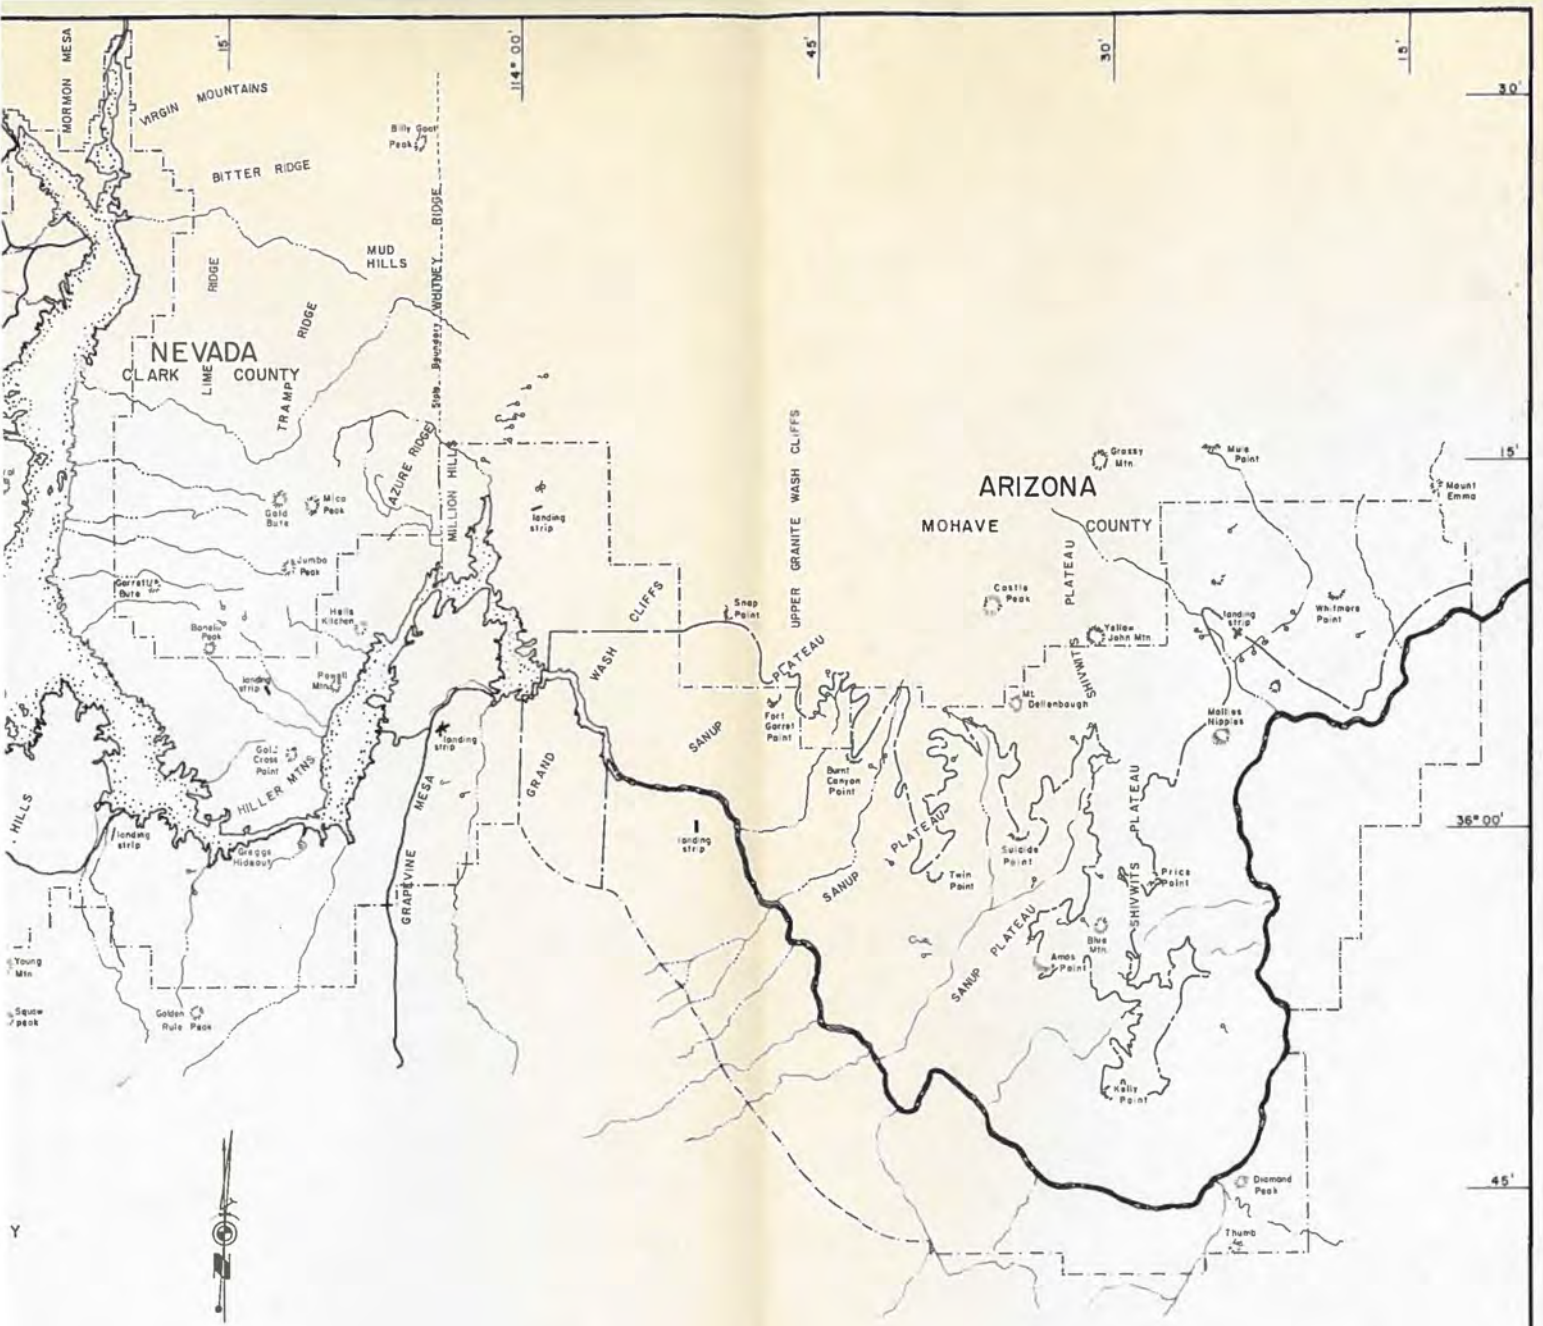 15'
114° 00'
45'
30'
15'
30'
MORMON MESA
VIRGIN MOUNTAINS
Billy Goat
Peak
BITTER RIDGE
MUD
HILLS
RIDGE
LIME
RIDGE
TRAMP
State Boundary
WHITNEY RIDGE
NEVADA
CLARK COUNTY
AZURE RIDGE
MILLION HILLS
Gold
Bute
Mica
Peak
Jumbo
Peak
Garrett
Bute
Bonelli
Peak
Hells
Kitchen
landing
strip
Powell
Mtn
landing
strip
landing
strip
Gold
Cross
Point
HILLER MTNS
HILLS
landing
strip
Greggs
Hideout
GRAPEVINE MESA
GRAND WASH CLIFFS
UPPER GRANITE WASH CLIFFS
ARIZONA
MOHAVE COUNTY
Grassy
Mtn
Mule
Point
15'
Mount
Emma
Snap
Point
Castle
Peak
SHIVWITS PLATEAU
Yellow
John Mtn
landing
strip
Whitmore
Point
SANUP PLATEAU
Fort
Garret
Point
Mt
Dellenbaugh
Mollies
Nipples
Burnt
Canyon
Point
landing
strip
SANUP PLATEAU
Suicide
Point
Twin
Point
SHIVWITS PLATEAU
Price
Point
36° 00'
SANUP PLATEAU
Blue
Mtn
Amos
Point
Young
Mtn
Squaw
peak
Golden
Rule Peak
Kelly
Point
Diamond
Peak
45'
Thumb
Y
N